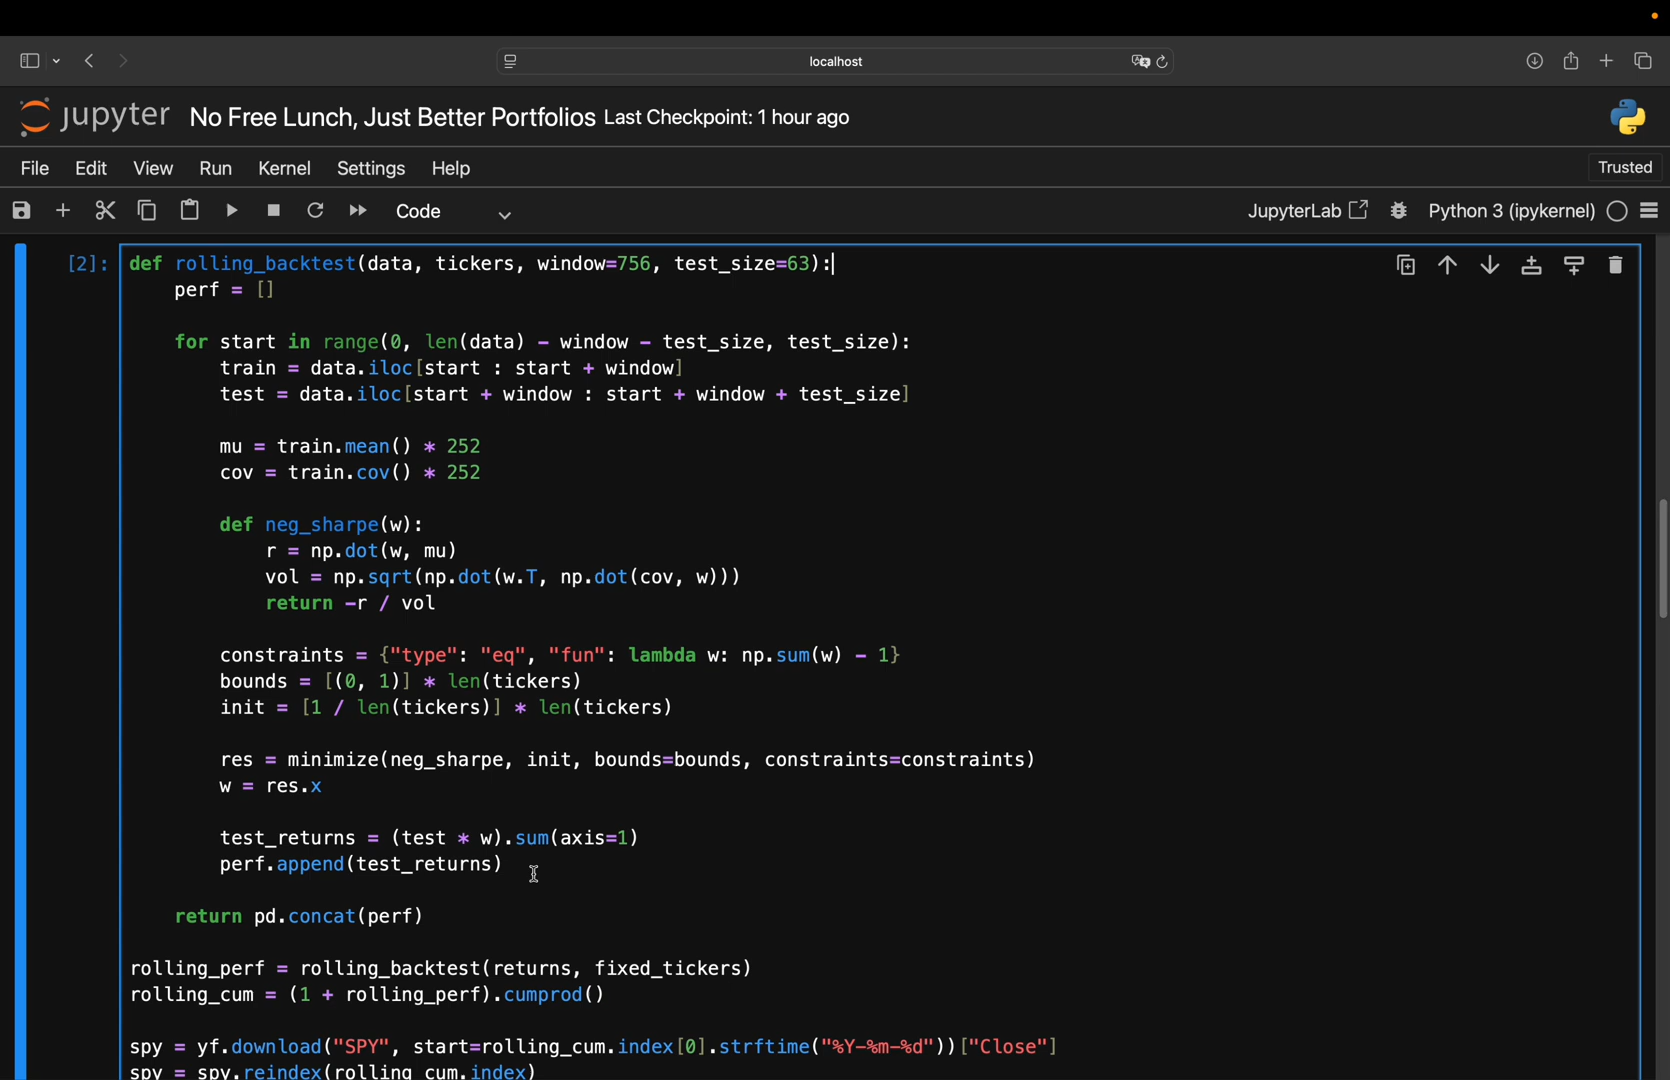 localhost
jupyter No Free Lunch, Just Better Portfolios Last Checkpoint: 1 hour ago
File Edit View Run Kernel Settings Help Trusted
Code JupyterLab Python 3 (ipykernel)
[2]: def rolling_backtest(data, tickers, window=756, test_size=63):
perf = []
for start in range(0, len(data) - window - test_size, test_size):
train = data.iloc[start : start + window]
test = data.iloc[start + window : start + window + test_size]
mu = train.mean() * 252
cov = train.cov() * 252
def neg_sharpe(w):
r = np.dot(w, mu)
vol = np.sqrt(np.dot(w.T, np.dot(cov, w)))
return -r / vol
constraints = {"type": "eq", "fun": lambda w: np.sum(w) - 1}
bounds = [(0, 1)] * len(tickers)
init = [1 / len(tickers)] * len(tickers)
res = minimize(neg_sharpe, init, bounds=bounds, constraints=constraints)
w = res.x
test_returns = (test * w).sum(axis=1)
perf.append(test_returns)
return pd.concat(perf)
rolling_perf = rolling_backtest(returns, fixed_tickers)
rolling_cum = (1 + rolling_perf).cumprod()
spy = yf.download("SPY", start=rolling_cum.index[0].strftime("%Y-%m-%d"))["Close"]
spy = spy.reindex(rolling_cum.index)